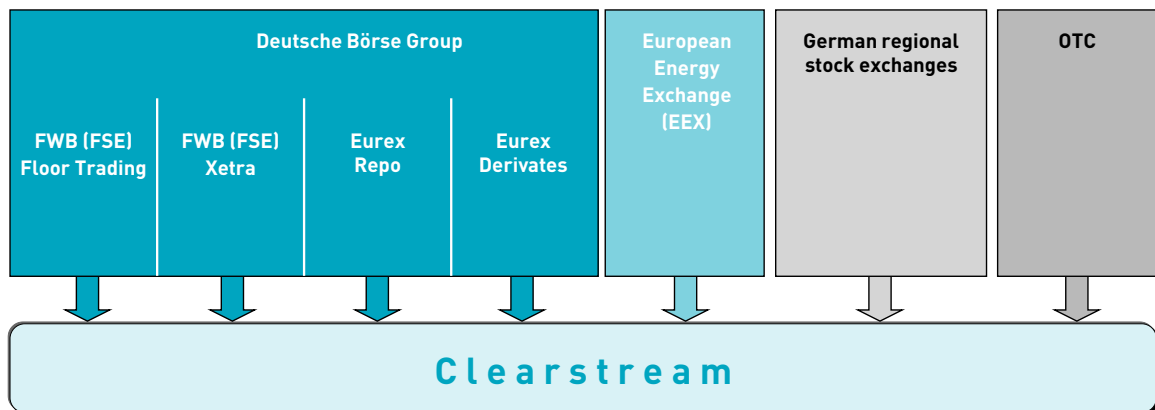 Deutsche Börse Group
FWB (FSE)
Floor Trading
FWB (FSE)
Xetra
Eurex
Repo
Eurex
Derivates
European
Energy
Exchange
(EEX)
German regional
stock exchanges
OTC
Clearstream